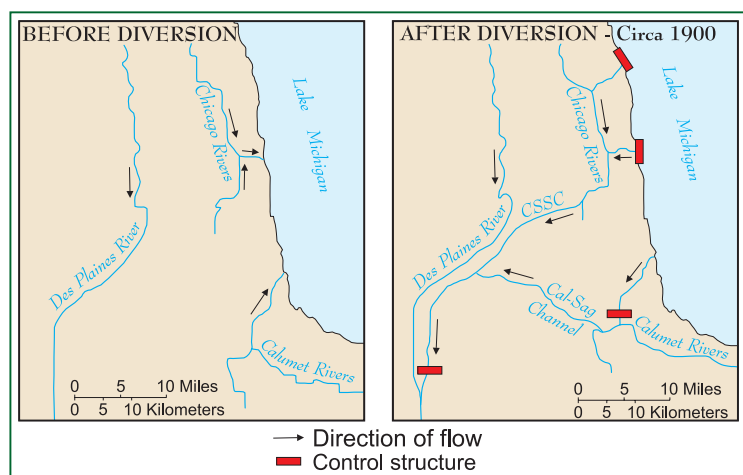 BEFORE DIVERSION
Lake
Michigan
Chicago Rivers
Des Plaines River
Calumet Rivers
0 5 10 Miles
0 5 10 Kilometers
AFTER DIVERSION - Circa 1900
Lake
Michigan
Chicago Rivers
CSSC
Des Plaines River
Cal-Sag
Channel
Calumet Rivers
0 5 10 Miles
0 5 10 Kilometers
Direction of flow
Control structure